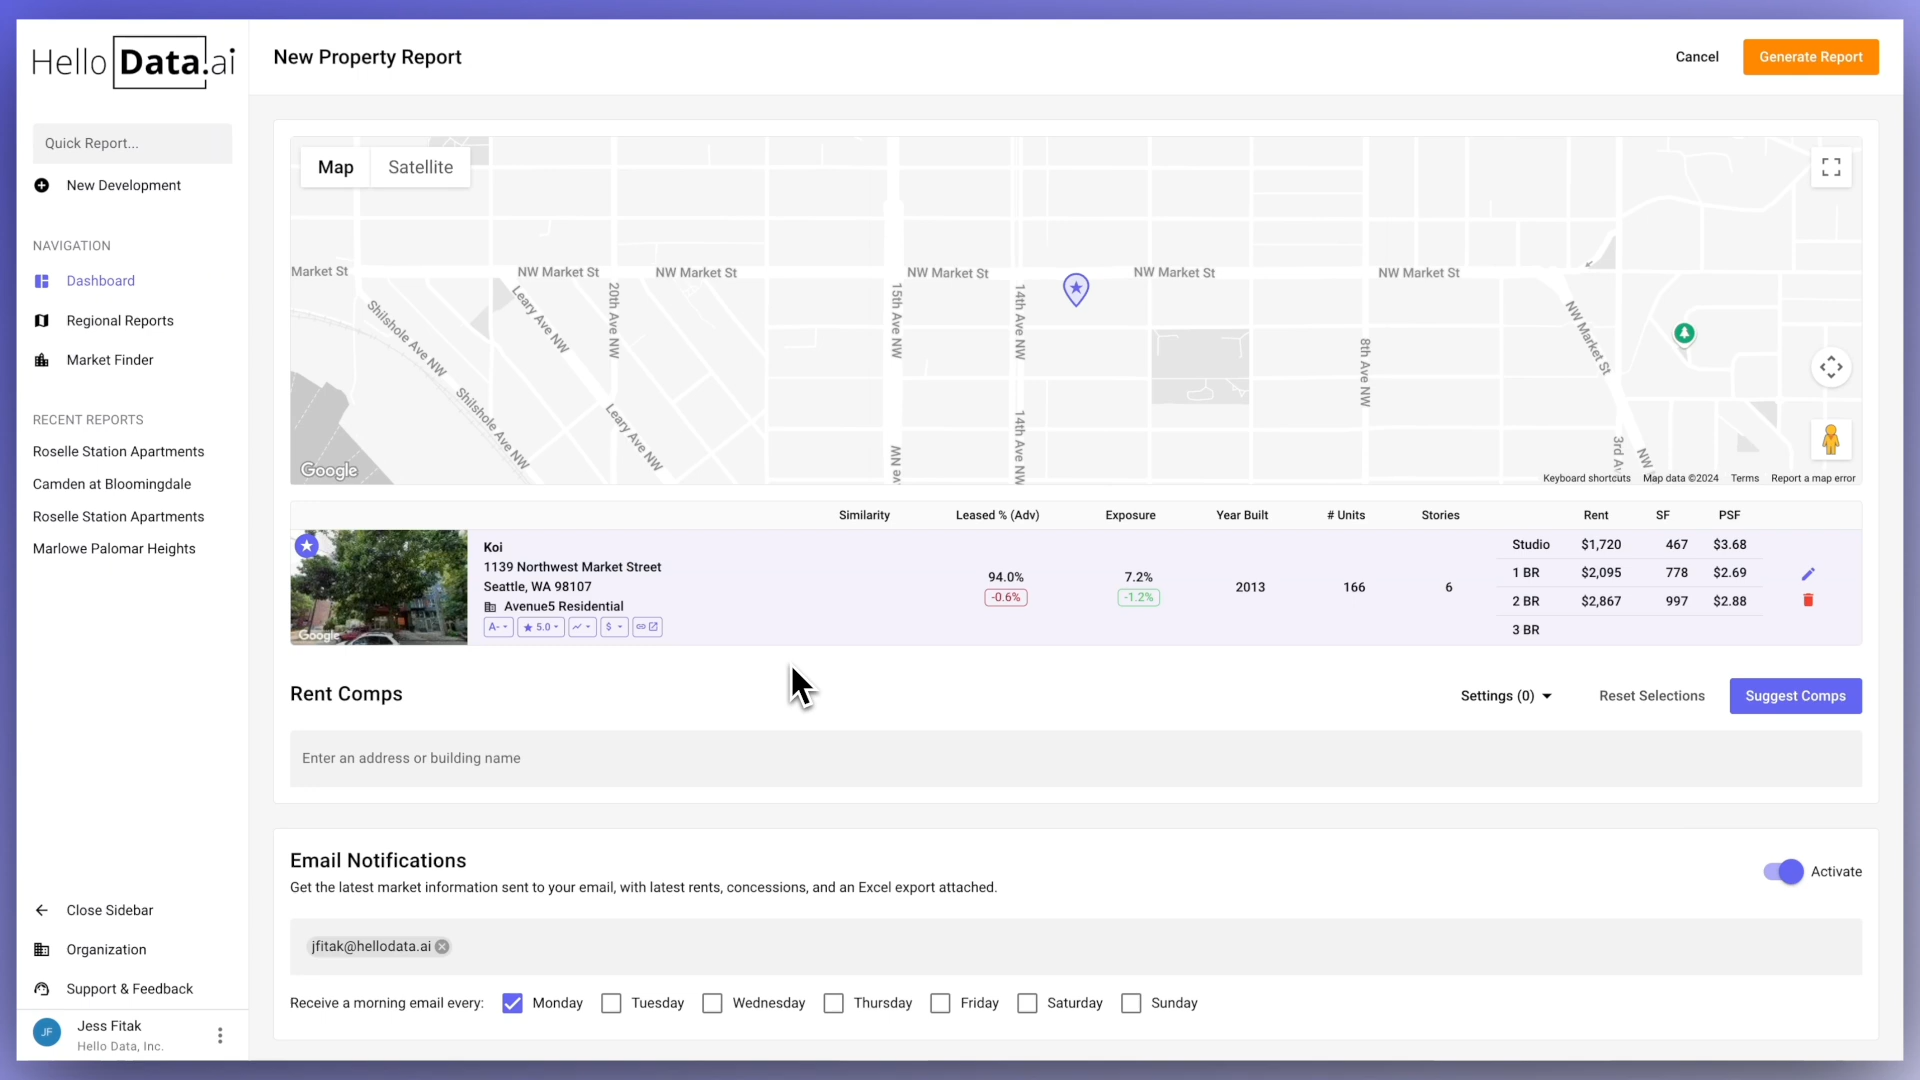 Hello Data.ai
New Property Report
Cancel
Generate Report
Quick Report...
New Development
NAVIGATION
Dashboard
Regional Reports
Market Finder
RECENT REPORTS
Roselle Station Apartments
Camden at Bloomingdale
Roselle Station Apartments
Marlowe Palomar Heights
Close Sidebar
Organization
Support & Feedback
JF
Jess Fitak
Hello Data, Inc.
Map
Satellite
Market St
NW Market St
NW Market St
NW Market St
NW Market St
NW Market St
Shilshole Ave NW
Shilshole Ave NW
Leary Ave NW
Leary Ave NW
20th Ave NW
15th Ave NW
ve NW
14th Ave NW
14th Ave NW
8th Ave NW
NW Market St
3rd Av
NW
Google
Keyboard shortcuts
Map data ©2024
Terms
Report a map error
Similarity Leased % (Adv) Exposure Year Built # Units Stories Rent SF PSF
Google
Koi
1139 Northwest Market Street
Seattle, WA 98107
Avenue5 Residential
A-
5.0
$
94.0%
-0.6%
7.2%
-1.2%
2013
166
6
Studio $1,720 467 $3.68
1 BR $2,095 778 $2.69
2 BR $2,867 997 $2.88
3 BR
Rent Comps
Settings (0)
Reset Selections
Suggest Comps
Enter an address or building name
Email Notifications
Get the latest market information sent to your email, with latest rents, concessions, and an Excel export attached.
Activate
jfitak@hellodata.ai
Receive a morning email every: Monday Tuesday Wednesday Thursday Friday Saturday Sunday